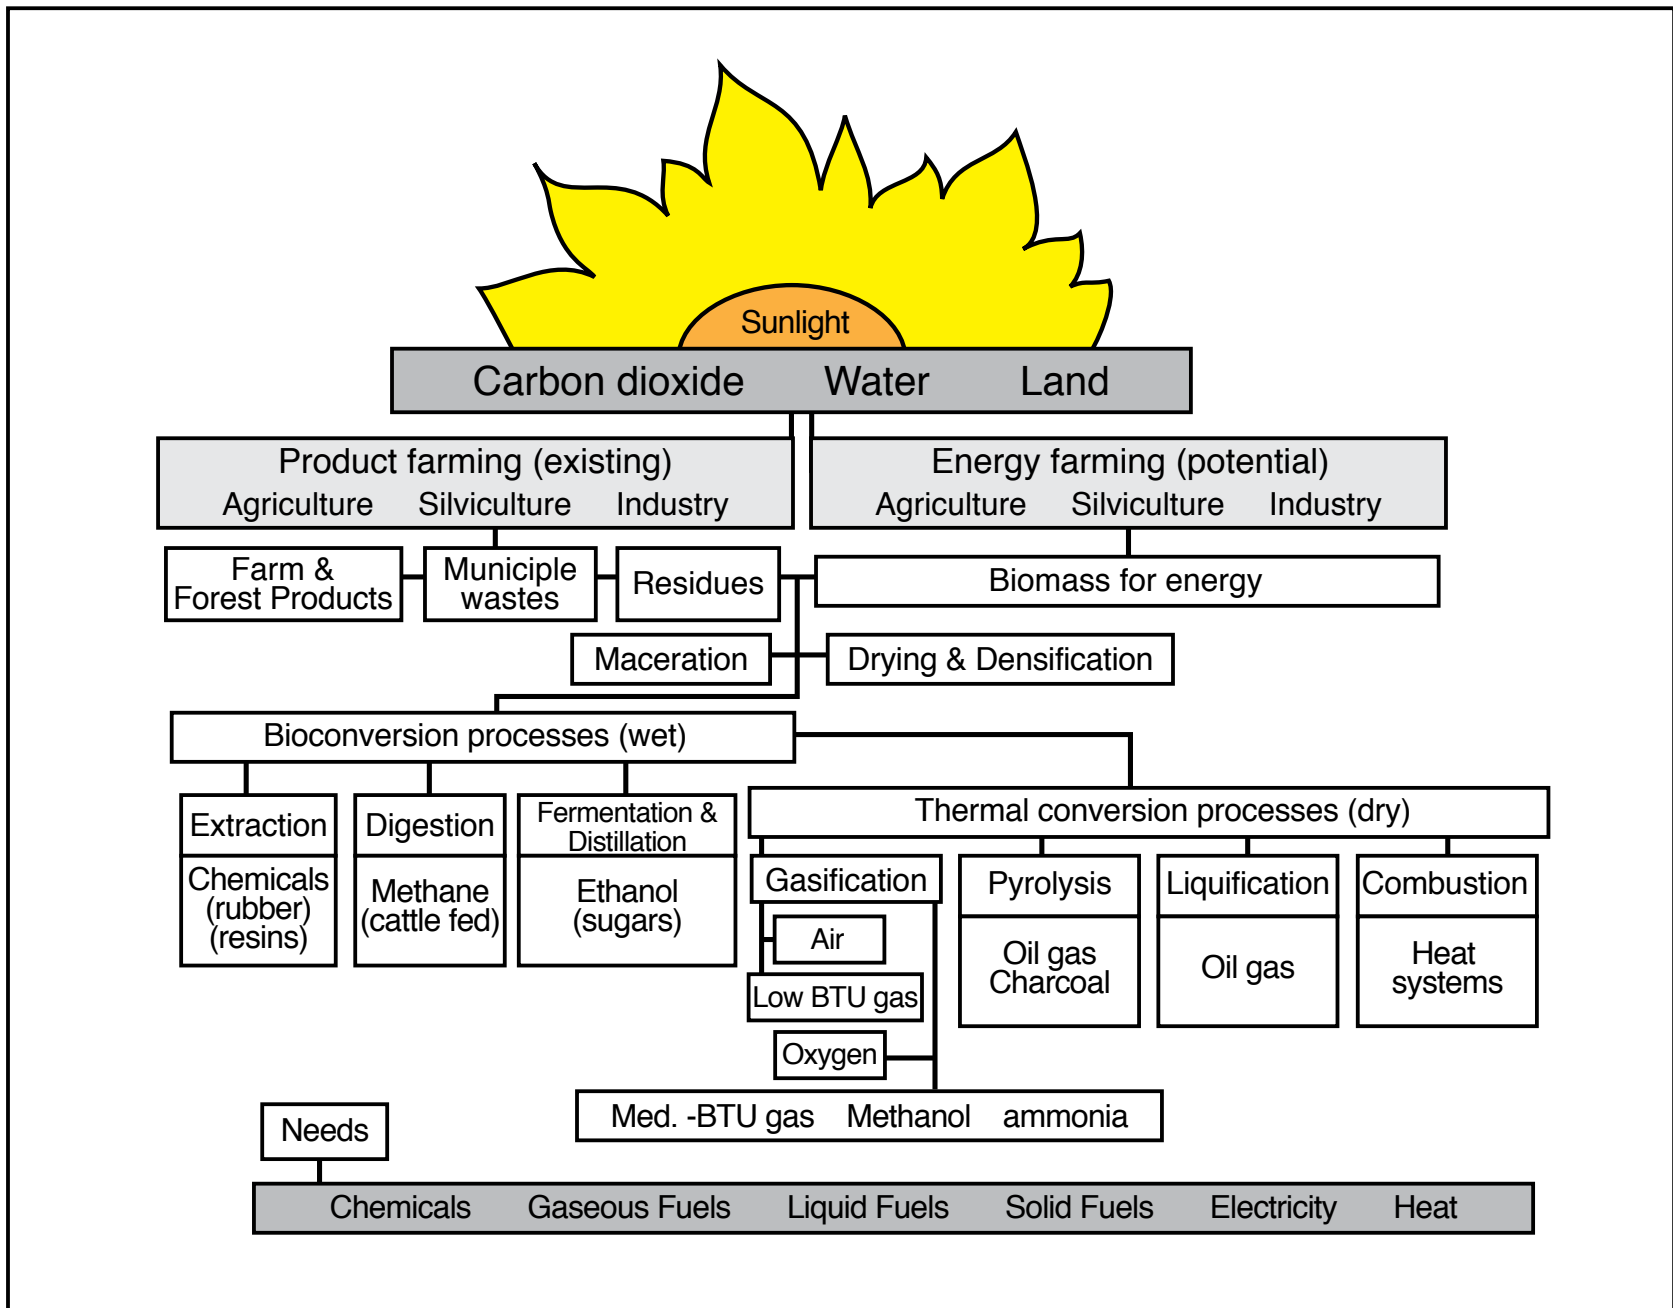 Sunlight
Carbon dioxide Water Land
Product farming (existing)
Agriculture Silviculture Industry
Energy farming (potential)
Agriculture Silviculture Industry
Farm &
Forest Products
Municiple
wastes
Residues
Biomass for energy
Maceration
Drying & Densification
Bioconversion processes (wet)
Extraction
Chemicals
(rubber)
(resins)
Digestion
Methane
(cattle fed)
Fermentation &
Distillation
Ethanol
(sugars)
Thermal conversion processes (dry)
Gasification
Air
Low BTU gas
Oxygen
Med. -BTU gas Methanol ammonia
Pyrolysis
Oil gas
Charcoal
Liquification
Oil gas
Combustion
Heat
systems
Needs
Chemicals Gaseous Fuels Liquid Fuels Solid Fuels Electricity Heat